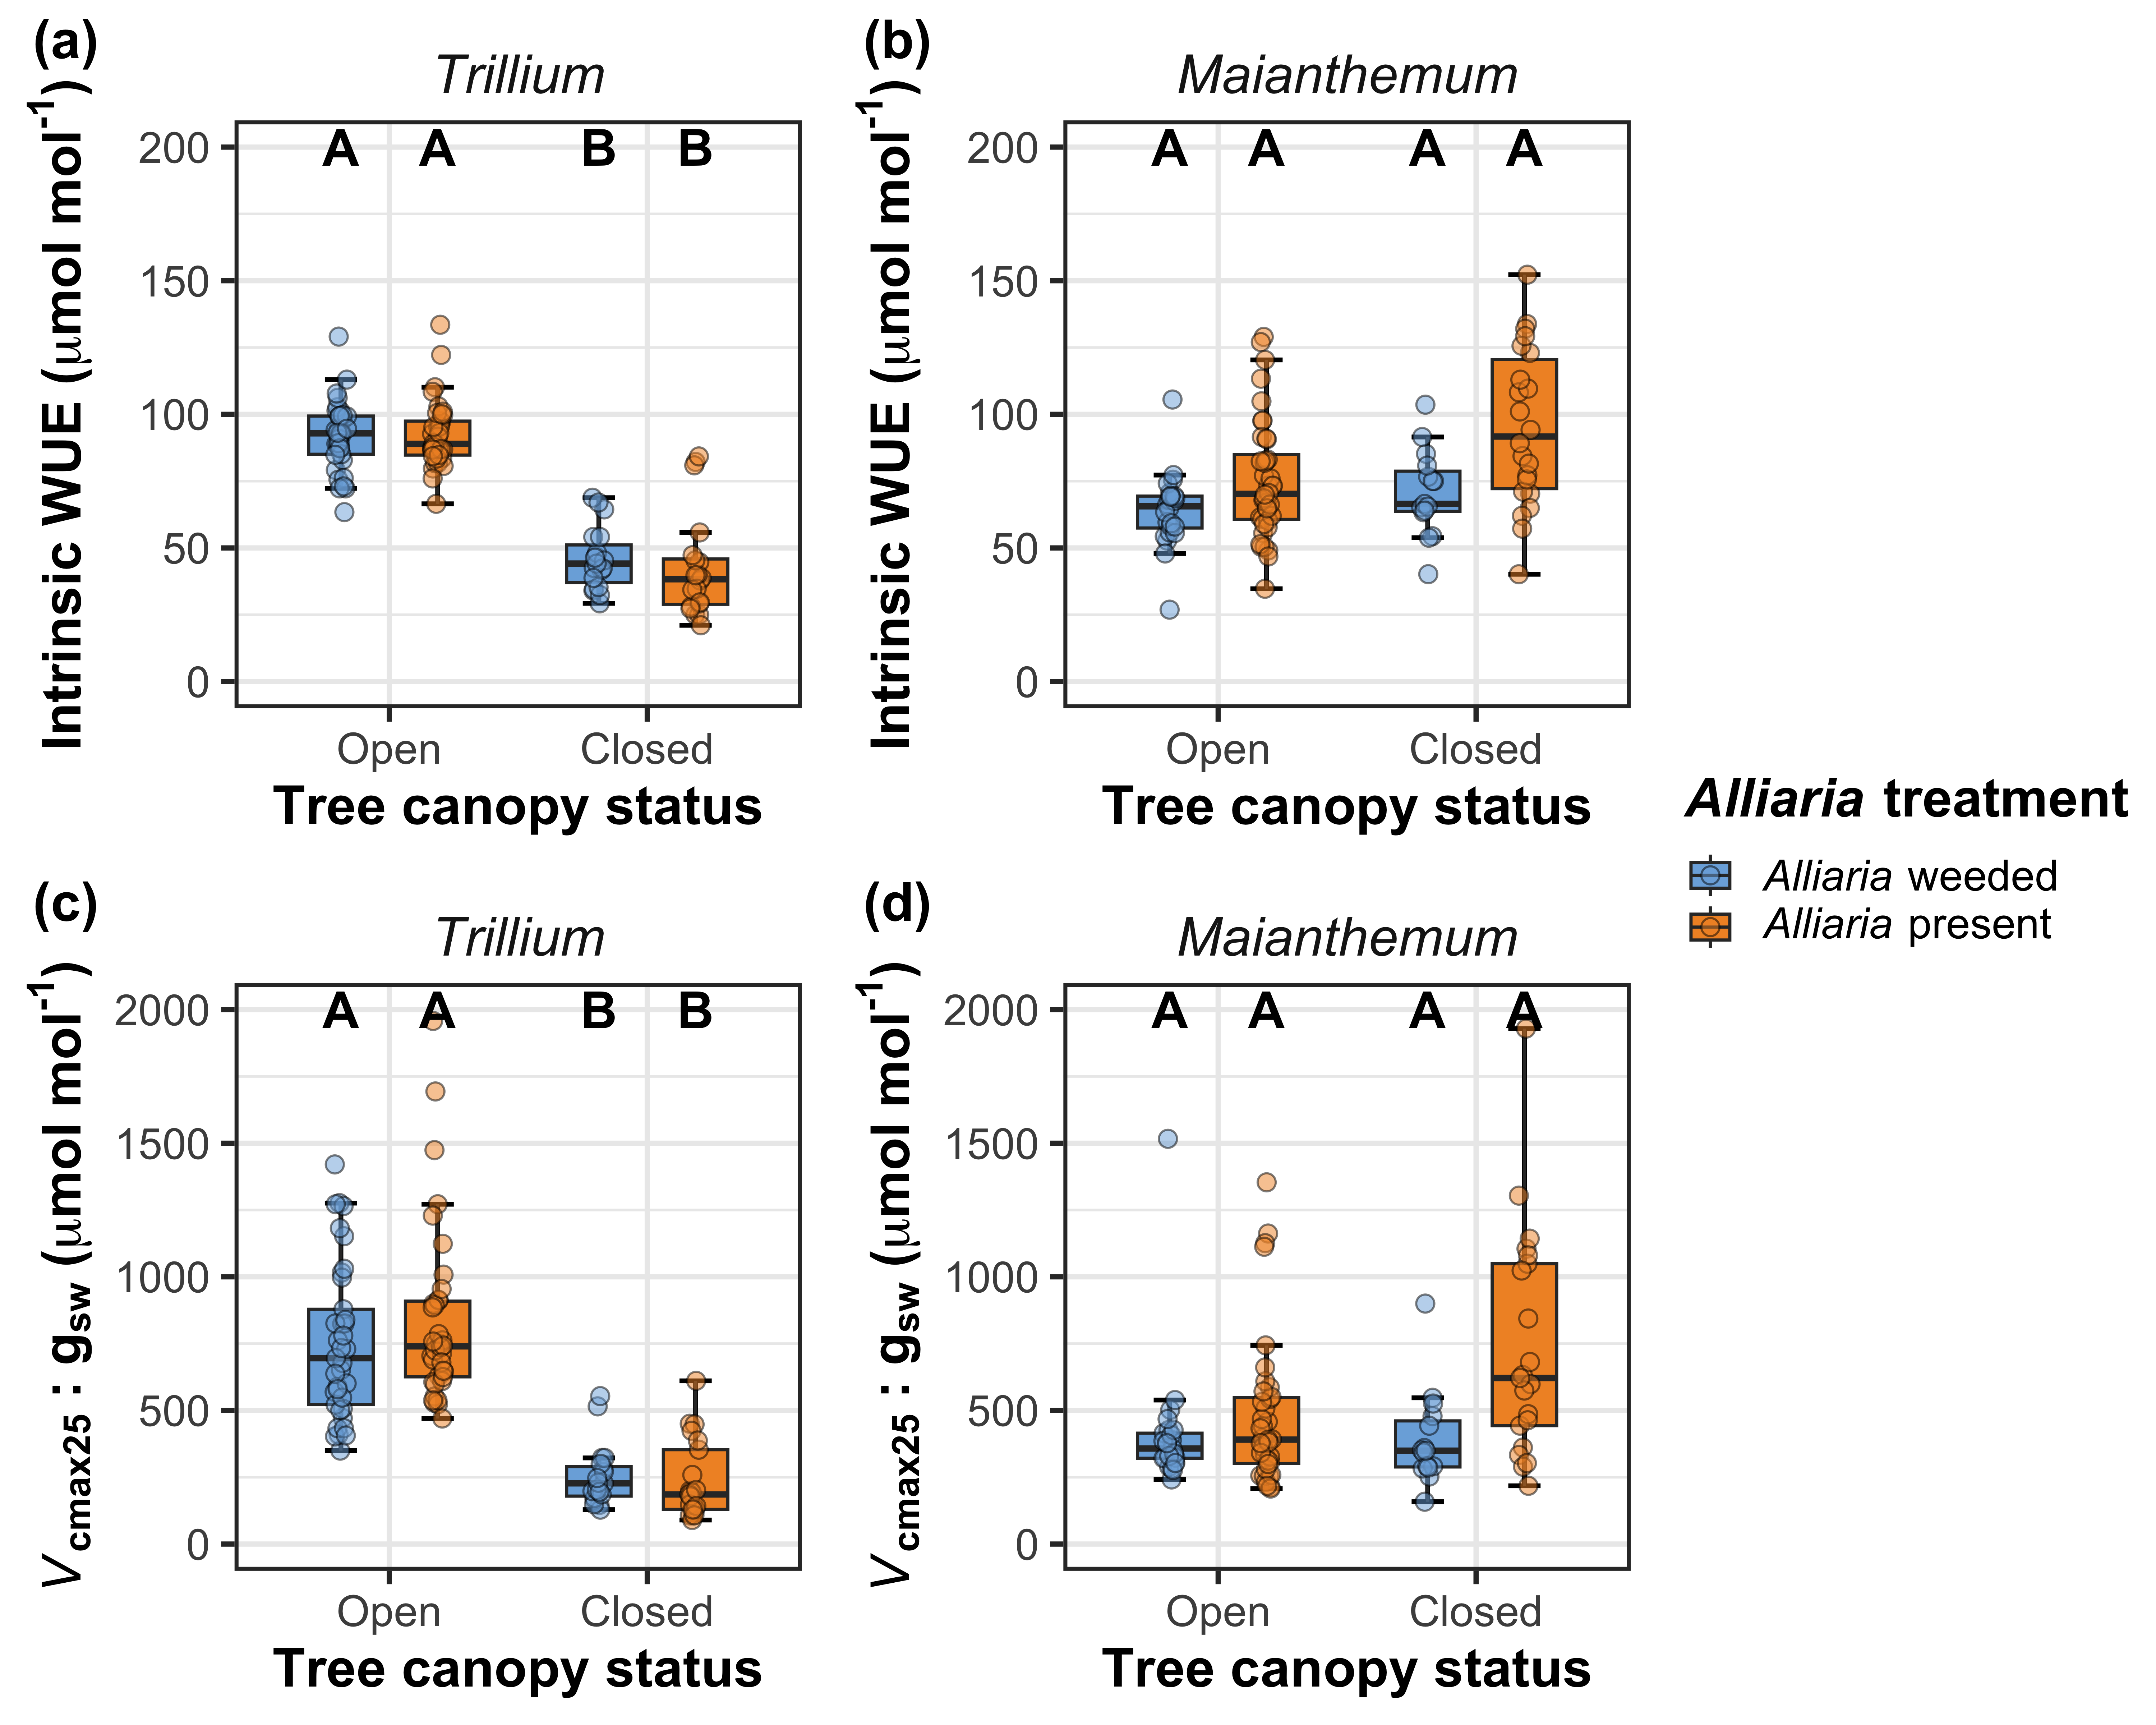 (a)
Trillium
Intrinsic WUE (μmol mol⁻¹)
200
150
100
50
0
A A B B
Open Closed
Tree canopy status
(b)
Maianthemum
Intrinsic WUE (μmol mol⁻¹)
200
150
100
50
0
A A A A
Open Closed
Tree canopy status
Alliaria treatment
Alliaria weeded
Alliaria present
(c)
Trillium
Vcmax25 : gsw (μmol mol⁻¹)
2000
1500
1000
500
0
A A B B
Open Closed
Tree canopy status
(d)
Maianthemum
Vcmax25 : gsw (μmol mol⁻¹)
2000
1500
1000
500
0
A A A A
Open Closed
Tree canopy status